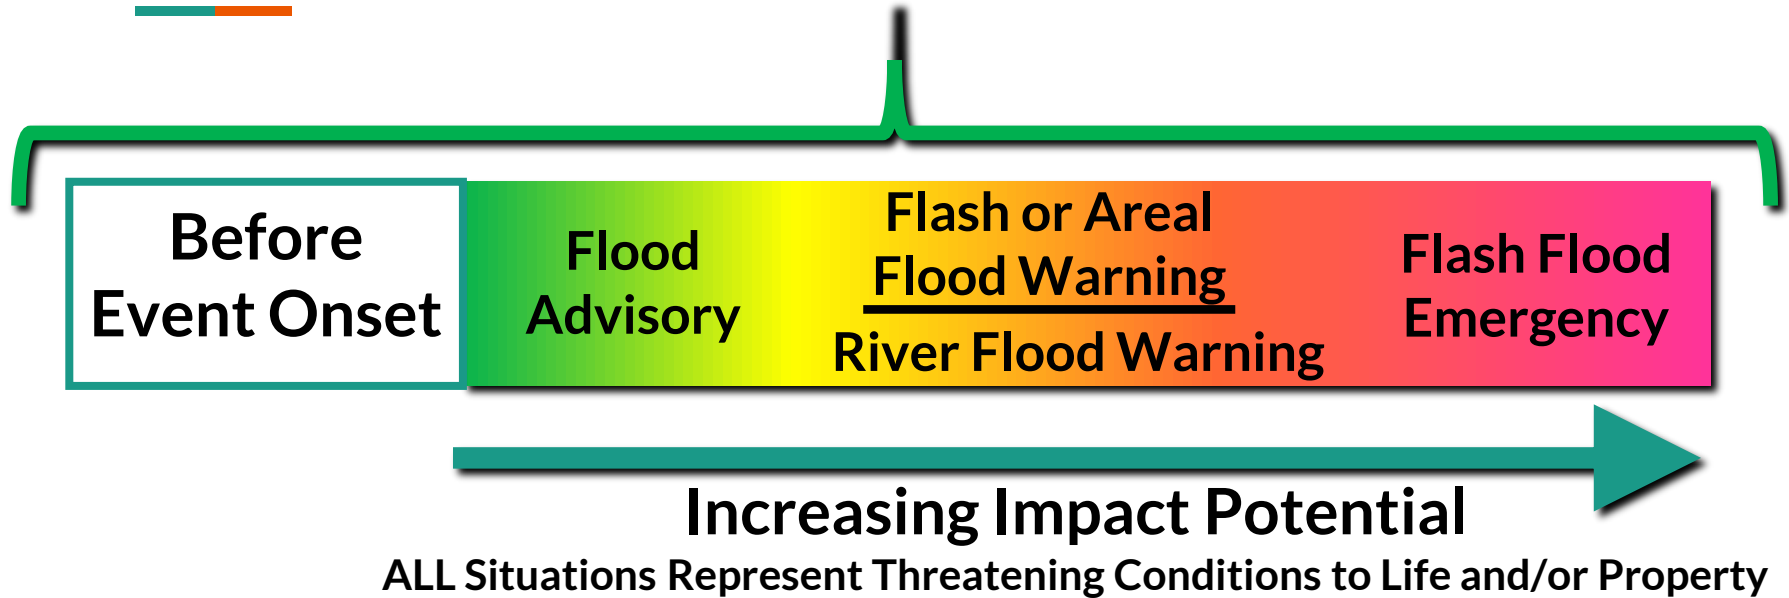 Before
Event Onset
Flood
Advisory
Flash or Areal
Flood Warning
River Flood Warning
Flash Flood
Emergency
Increasing Impact Potential
ALL Situations Represent Threatening Conditions to Life and/or Property